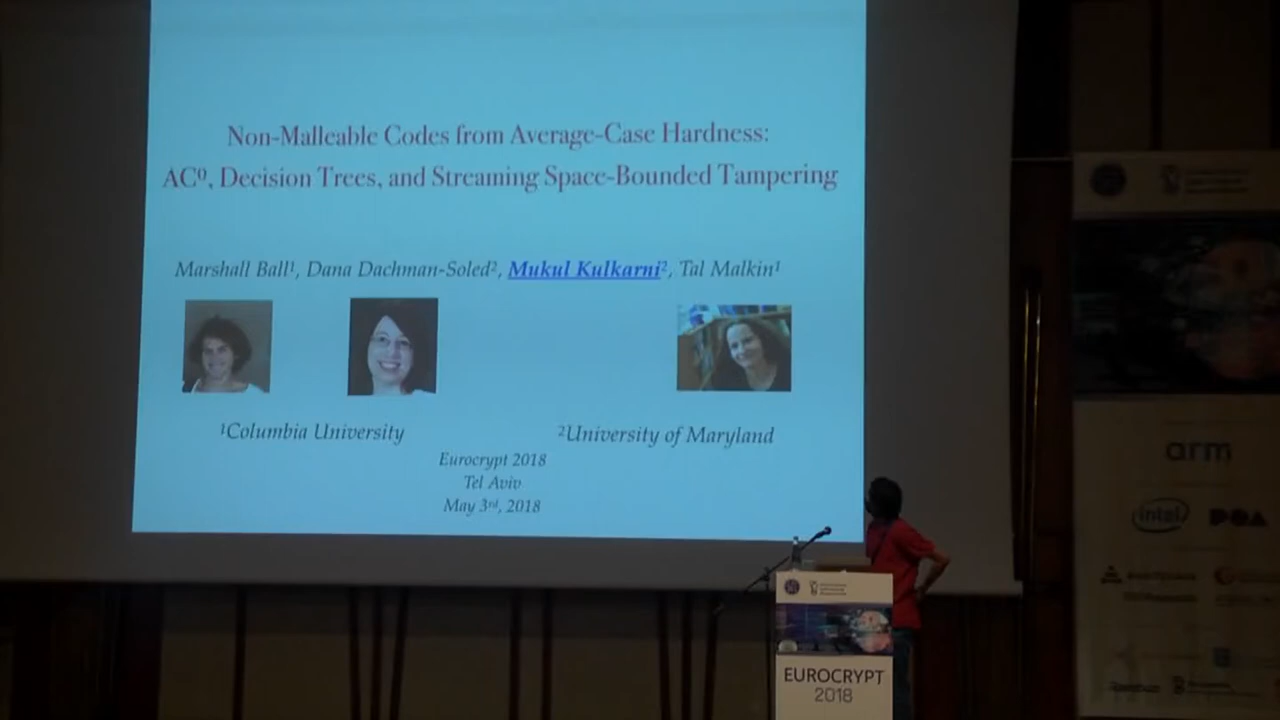 Non-Malleable Codes from Average-Case Hardness:
AC⁰, Decision Trees, and Streaming Space-Bounded Tampering
Marshall Ball¹, Dana Dachman-Soled², Mukul Kulkarni², Tal Malkin¹
¹Columbia University
²University of Maryland
Eurocrypt 2018
Tel Aviv
May 3rd, 2018
arm
intel
EUROCRYPT
2018